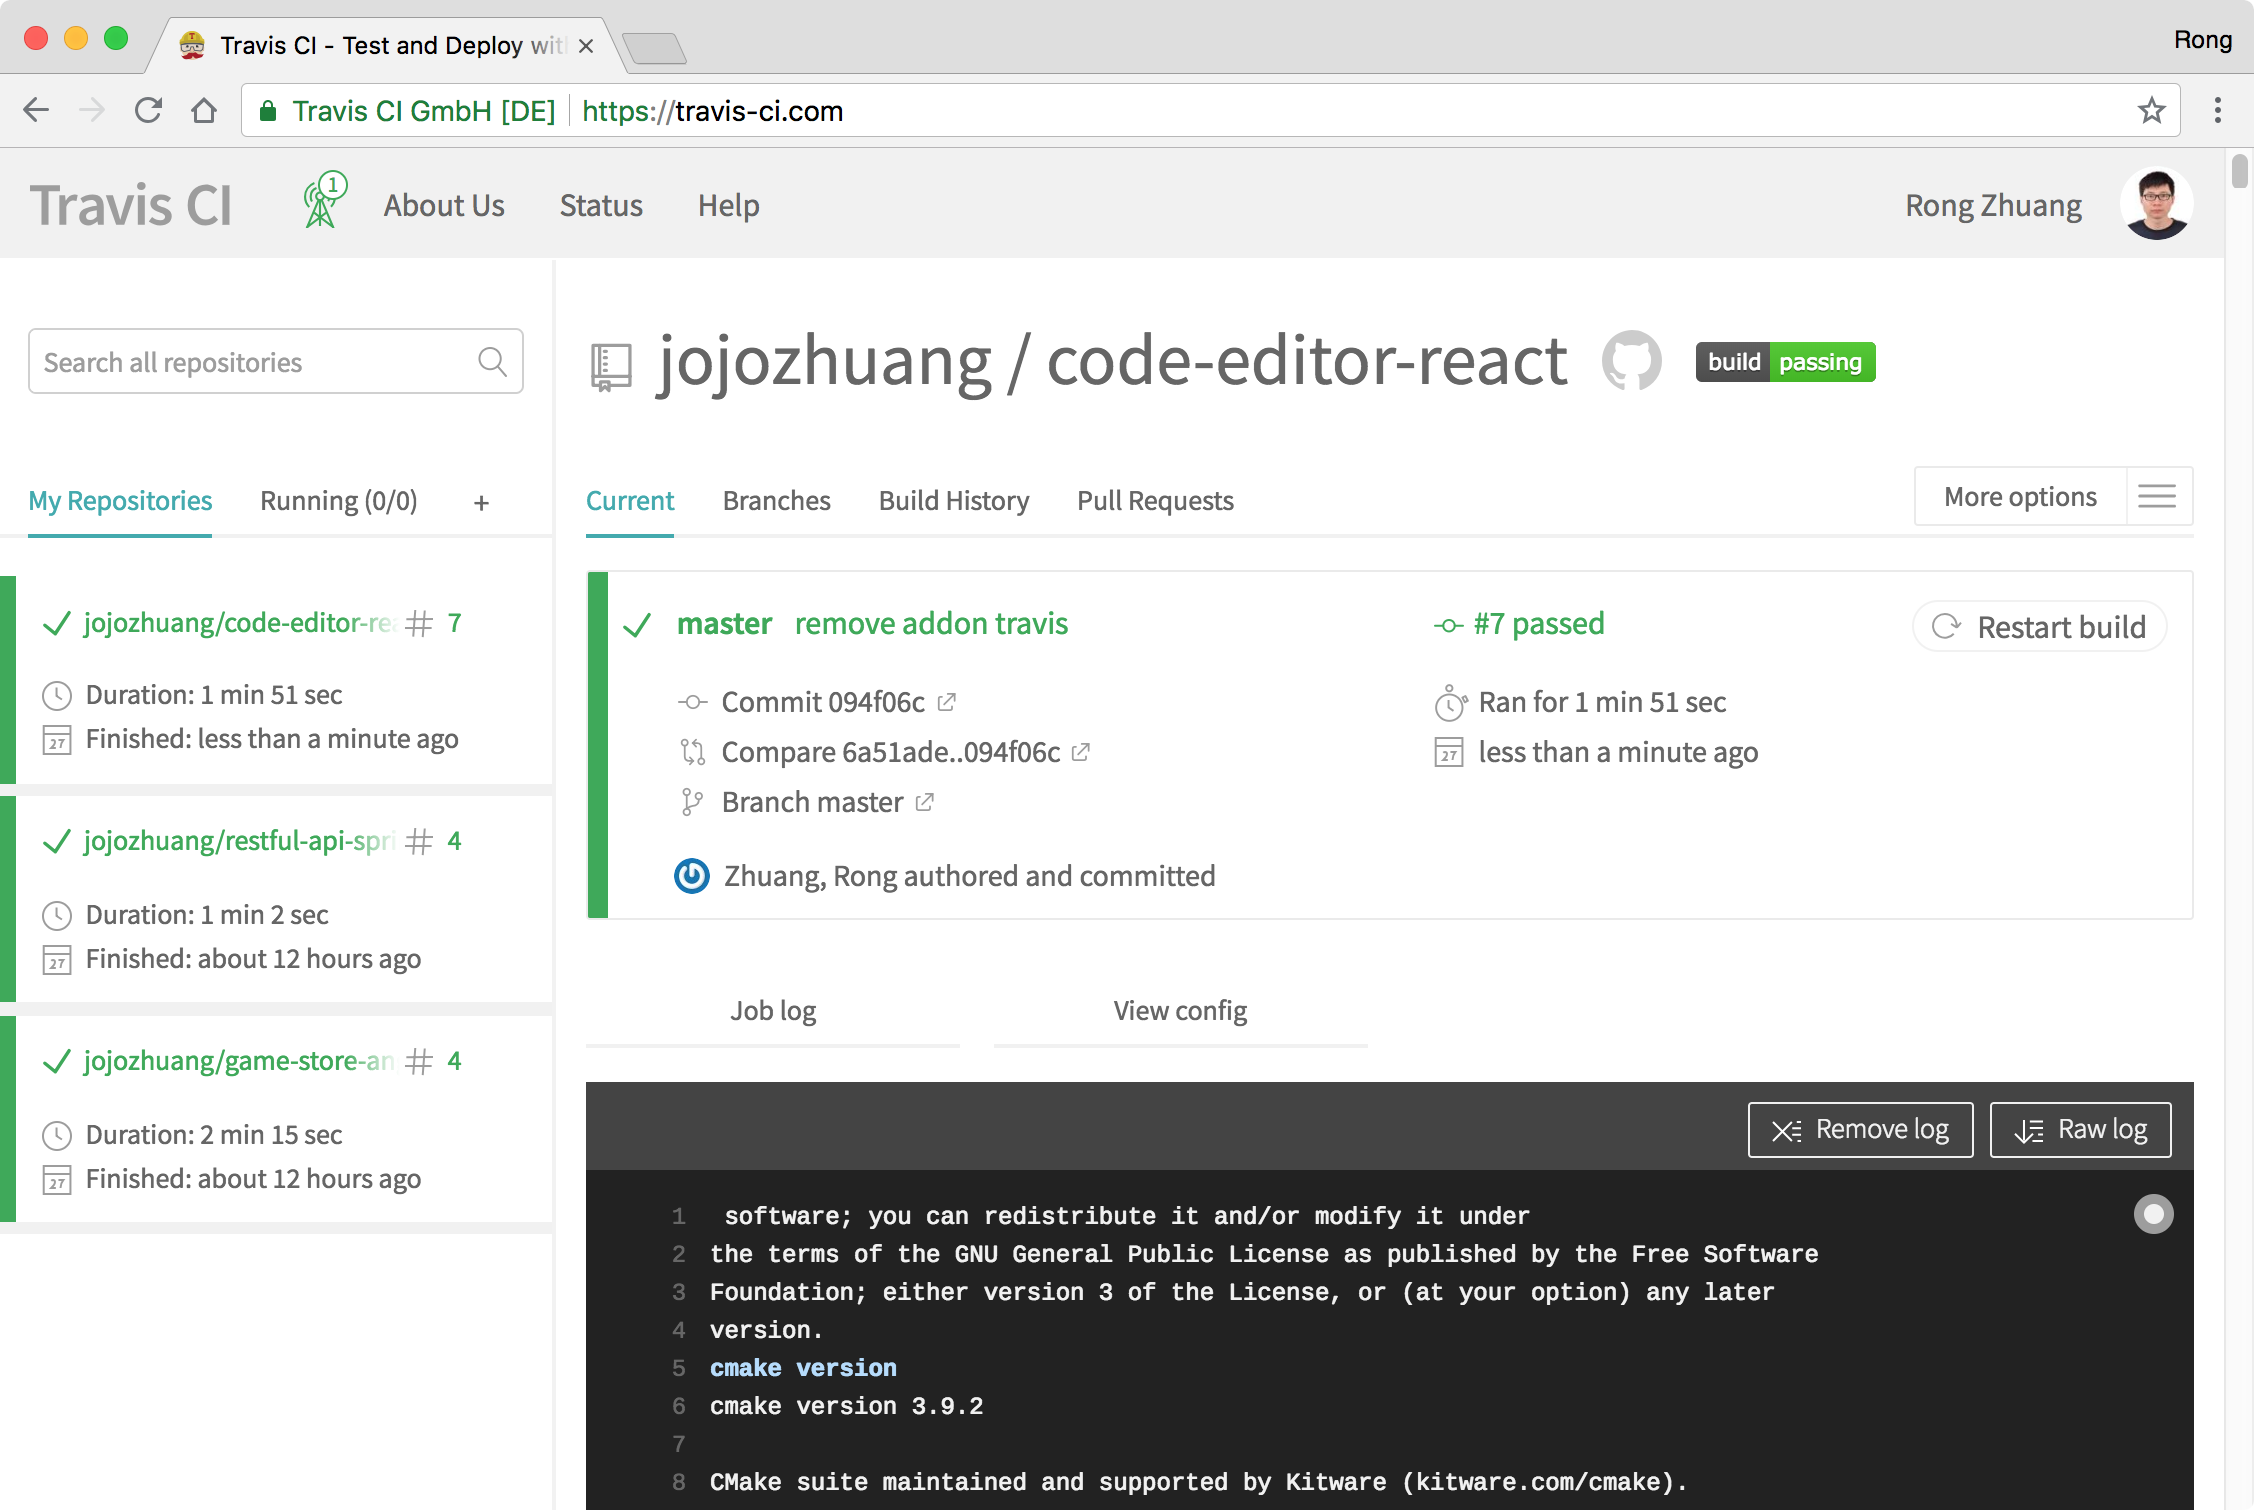 Travis CI - Test and Deploy wit
Rong
Travis CI GmbH [DE] https://travis-ci.com
Travis CI 1 About Us Status Help Rong Zhuang
Search all repositories
jojozhuang / code-editor-react build passing
My Repositories Running (0/0) +
Current Branches Build History Pull Requests More options
jojozhuang/code-editor-rea # 7
Duration: 1 min 51 sec
27 Finished: less than a minute ago
jojozhuang/restful-api-spri # 4
Duration: 1 min 2 sec
27 Finished: about 12 hours ago
jojozhuang/game-store-an # 4
Duration: 2 min 15 sec
27 Finished: about 12 hours ago
master remove addon travis
#7 passed
Restart build
Commit 094f06c
Compare 6a51ade..094f06c
Branch master
Ran for 1 min 51 sec
27 less than a minute ago
Zhuang, Rong authored and committed
Job log View config
Remove log Raw log
1 software; you can redistribute it and/or modify it under
2 the terms of the GNU General Public License as published by the Free Software
3 Foundation; either version 3 of the License, or (at your option) any later
4 version.
5 cmake version
6 cmake version 3.9.2
7
8 CMake suite maintained and supported by Kitware (kitware.com/cmake).